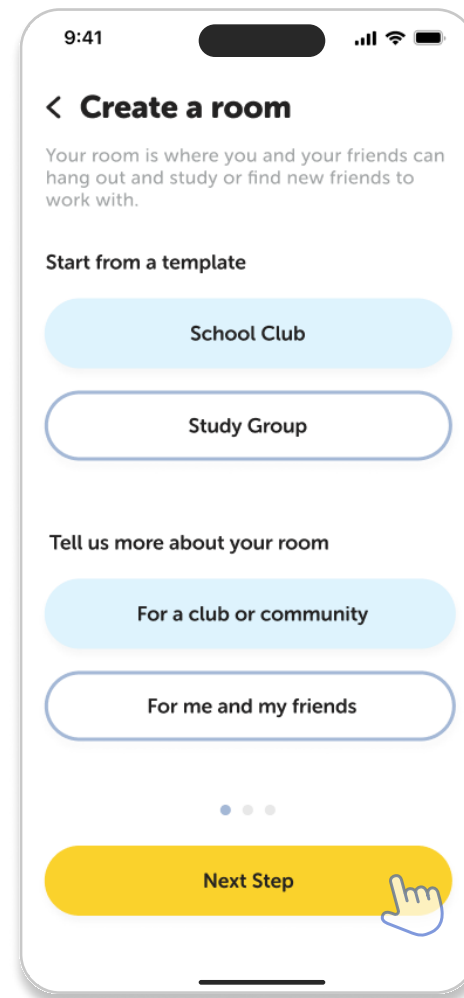 9:41
Create a room
Your room is where you and your friends can
hang out and study or find new friends to
work with.
Start from a template
School Club
Study Group
Tell us more about your room
For a club or community
For me and my friends
Next Step